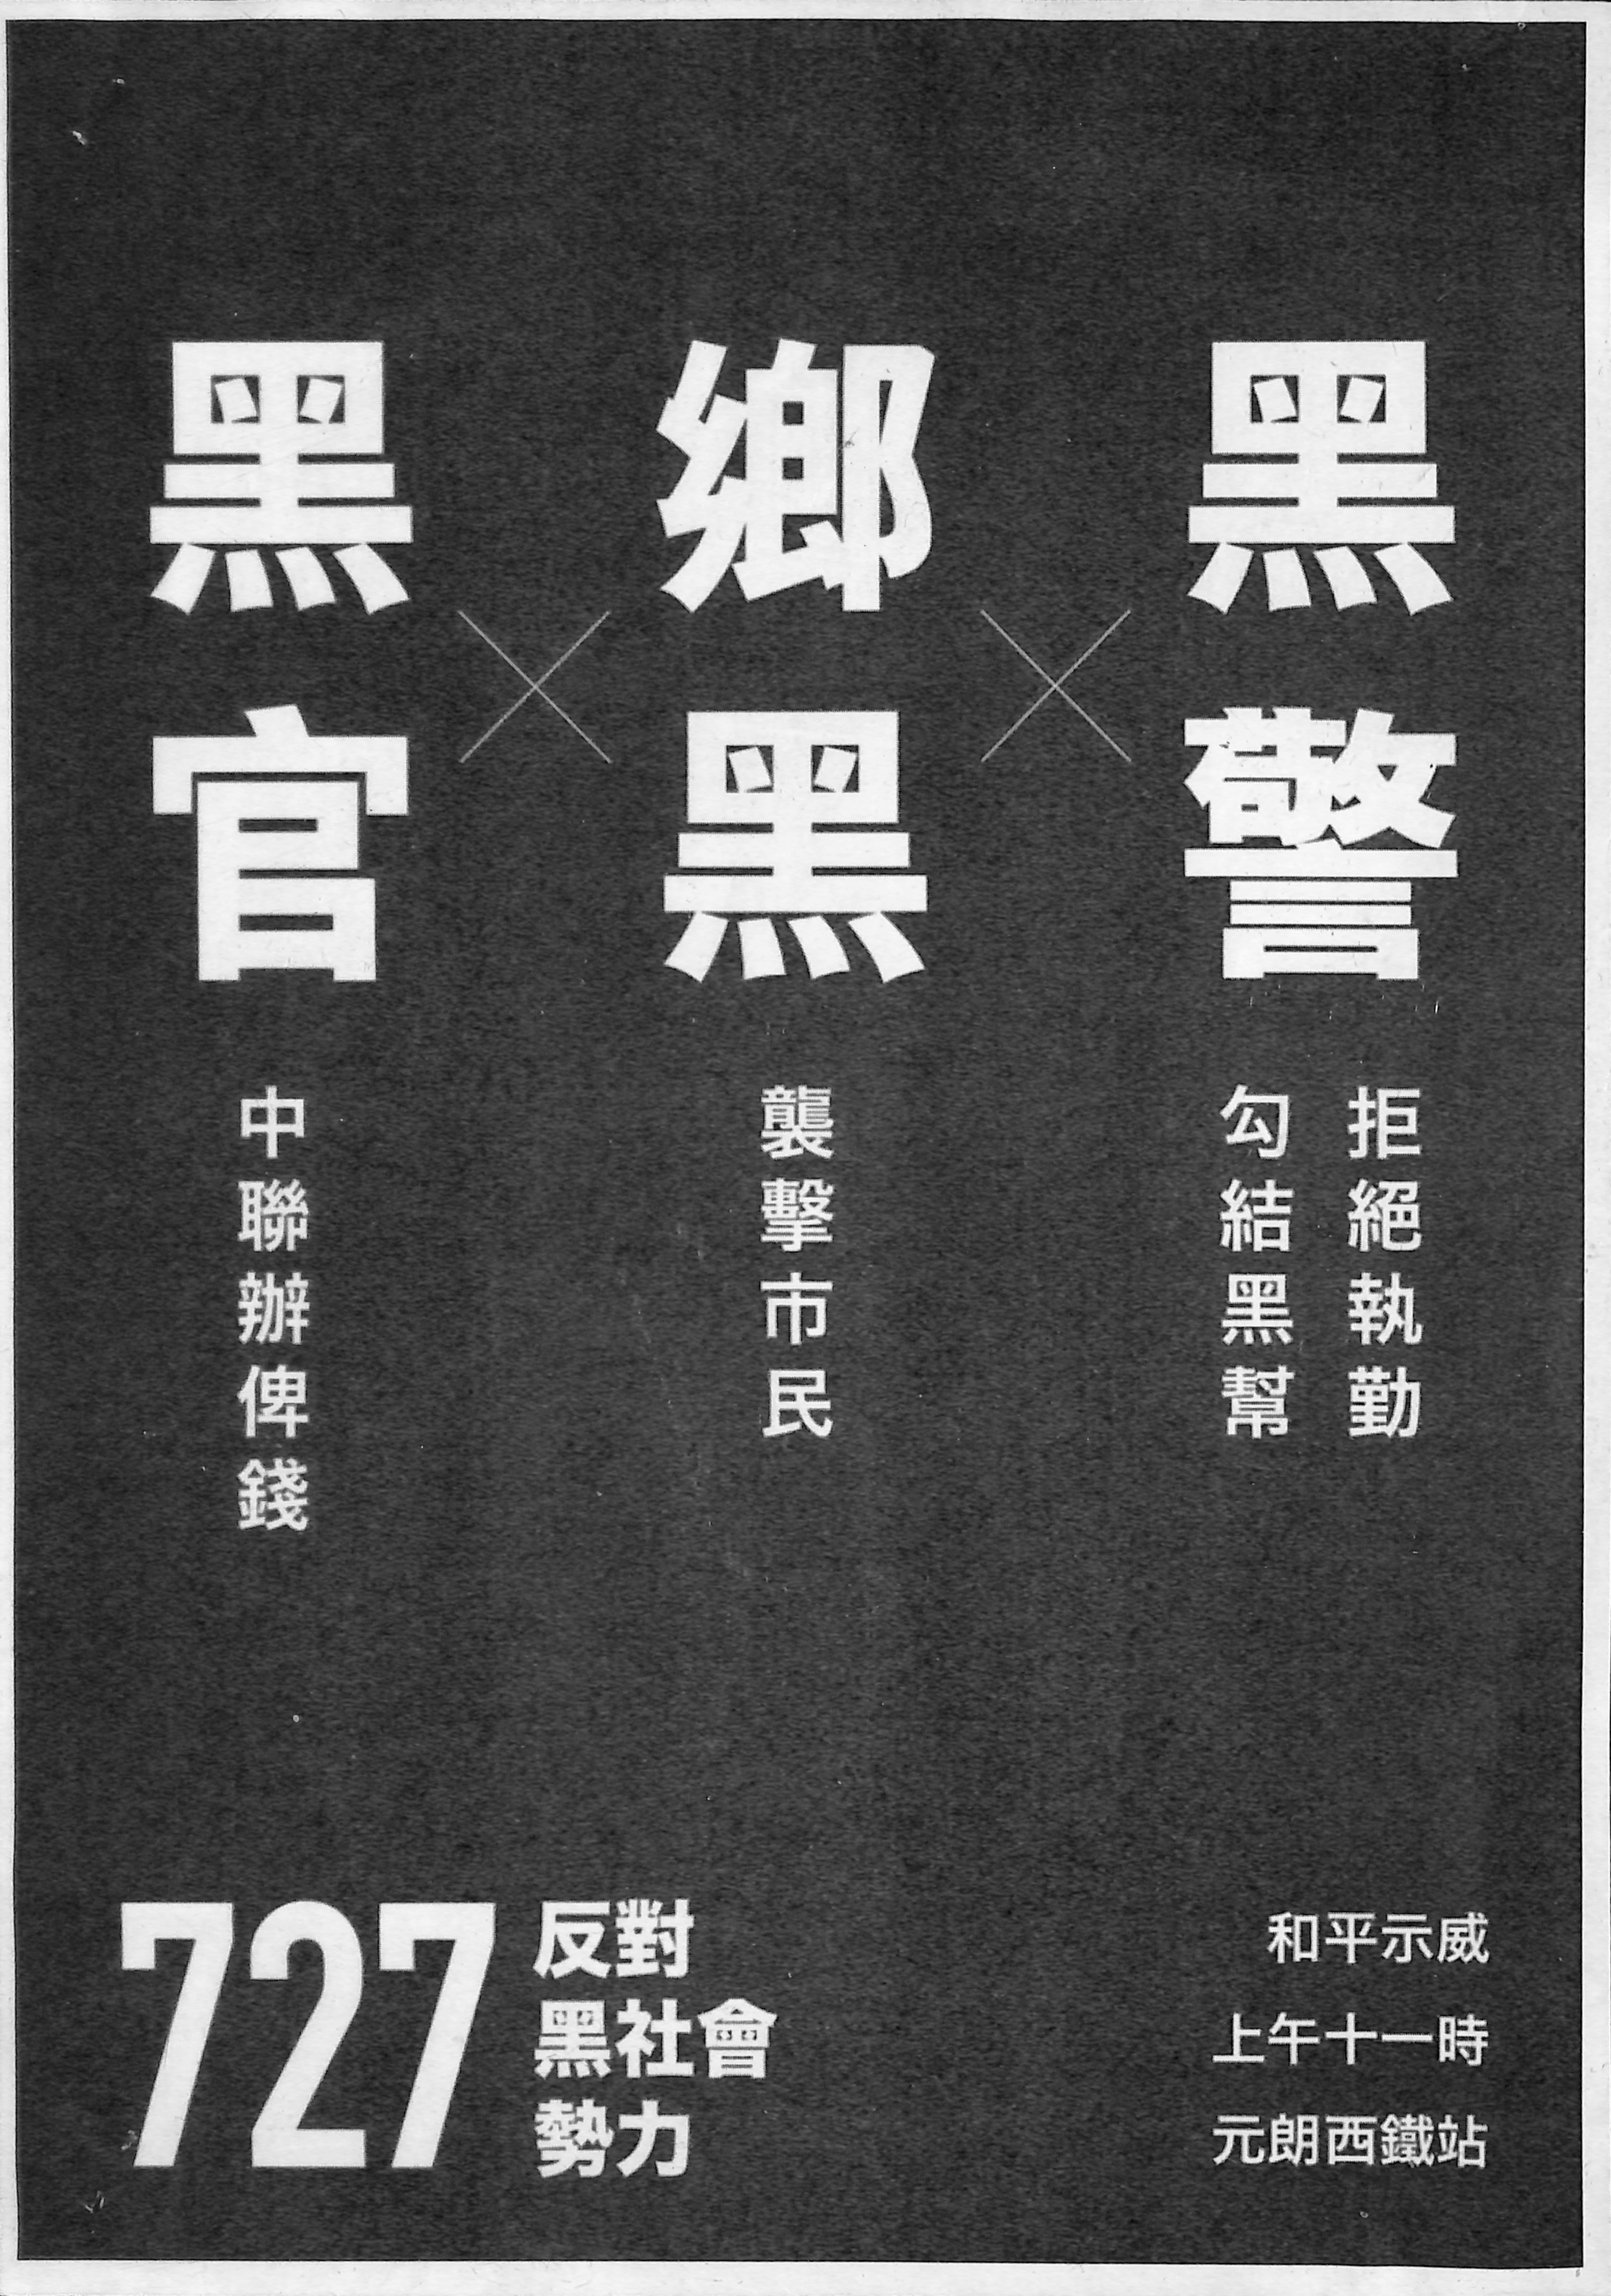 黑警
鄉黑
黑官
拒絕執勤
勾結黑幫
襲擊市民
中聯辦俾錢
727
反對
黑社會
勢力
和平示威
上午十一時
元朗西鐵站